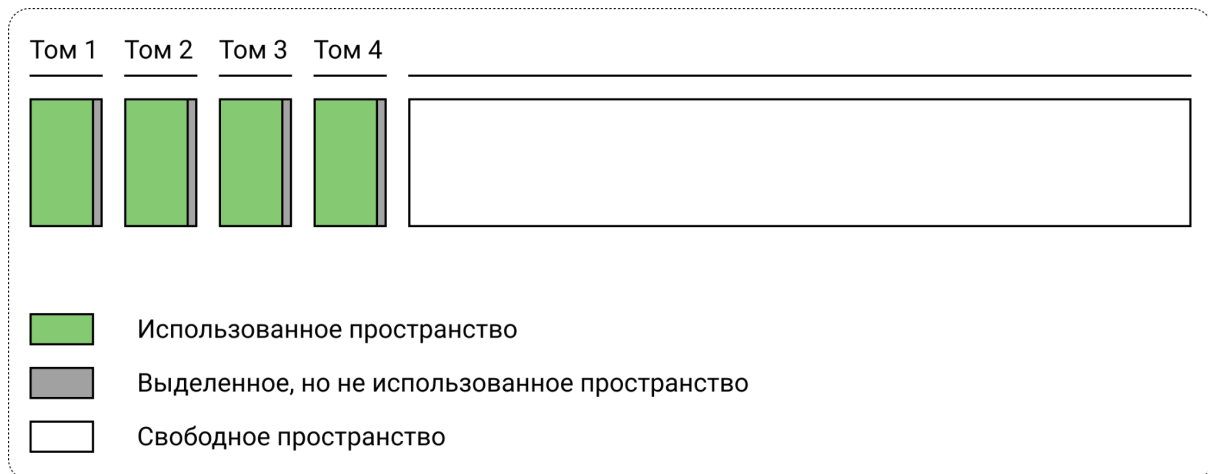 Том 1 Том 2 Том 3 Том 4
Использованное пространство
Выделенное, но не использованное пространство
Свободное пространство